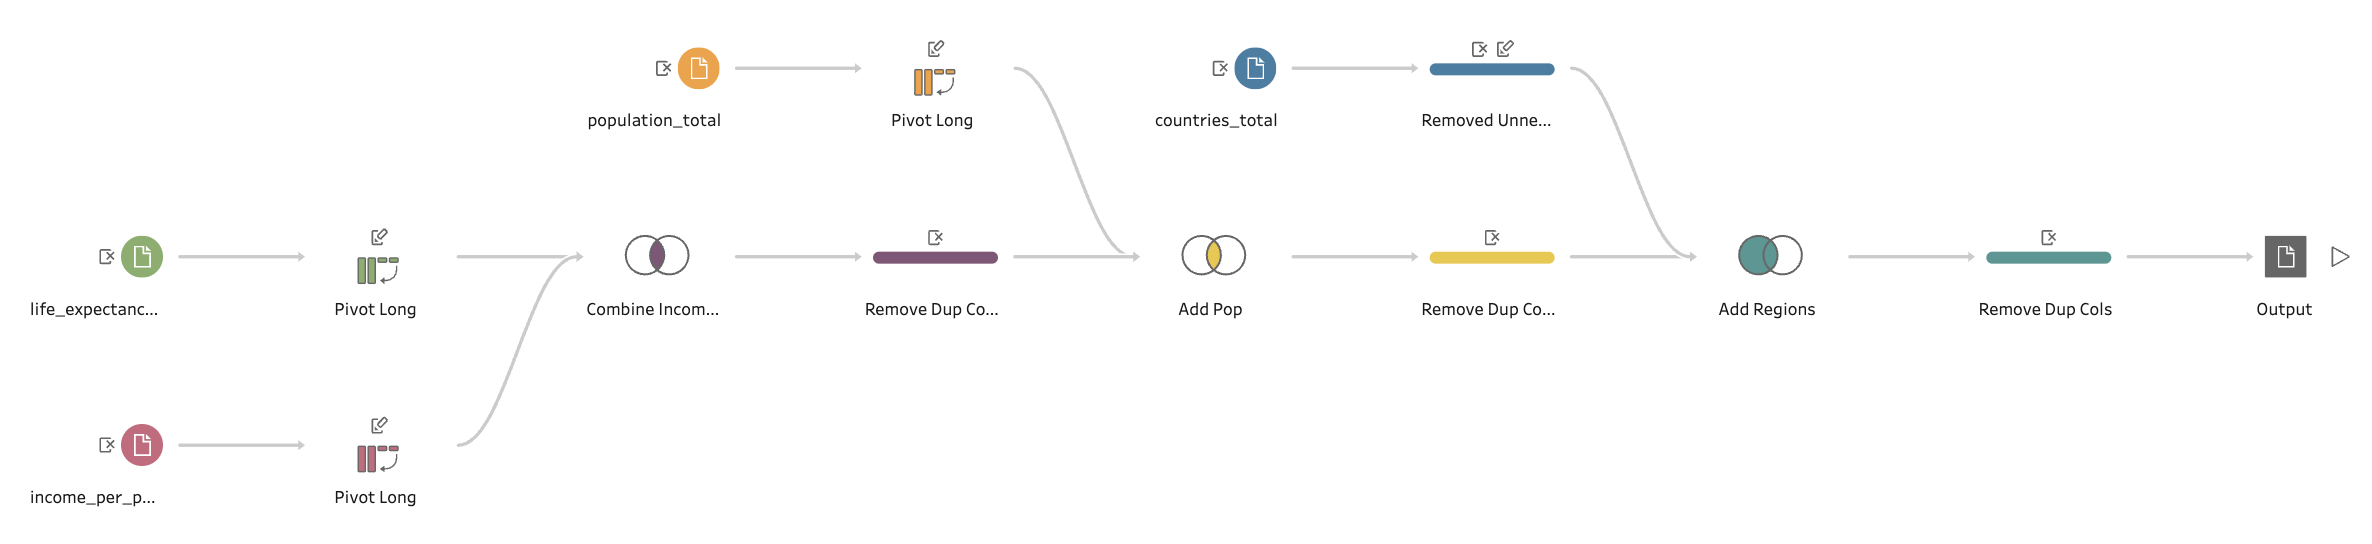 population_total
Pivot Long
countries_total
Removed Unne...
life_expectanc...
Pivot Long
Combine Incom...
Remove Dup Co...
Add Pop
Remove Dup Co...
Add Regions
Remove Dup Cols
Output
income_per_p...
Pivot Long